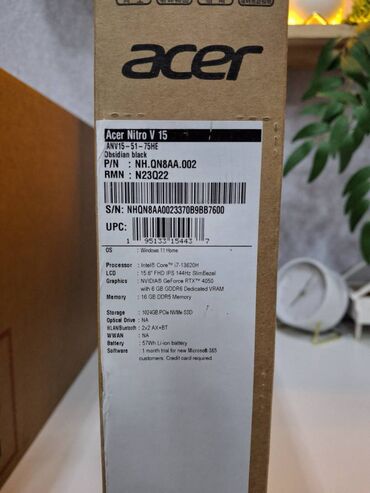 acer
Acer Nitro V 15
ANV15-51-75HE
Obsidian black
P/N : NH.QN8AA.002
RMN : N23Q22
S/N: NHQN8AA0023370B9BB7600
UPC:
1 95133 15443 7
OS : Windows 11 Home
Processor : Intel® Core™ i7-13620H
LCD : 15.6" FHD IPS 144Hz SlimBezel
Graphics : NVIDIA® GeForce RTX™ 4050
with 6 GB GDDR6 Dedicated VRAM
Memory : 16 GB DDR5 Memory
Storage : 1024GB PCIe NVMe SSD
Optical Drive : NA
WLAN/Bluetooth : 2x2 AX+BT
WWAN : NA
Battery : 57Wh Li-ion battery
Software : 1 month trial for new Microsoft 365
customers: Credit card required